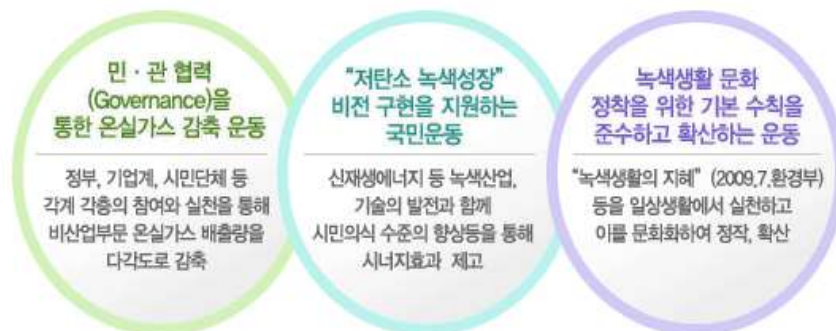 민·관 협력
(Governance)을
통한 온실가스 감축 운동
정부, 기업계, 시민단체 등
각계 각층의 참여와 실천을 통해
비산업부문 온실가스 배출량을
다각도로 감축
“저탄소 녹색성장”
비전 구현을 지원하는
국민운동
신재생에너지 등 녹색산업,
기술의 발전과 함께
시민의식 수준의 향상등을 통해
시너지효과 제고
녹색생활 문화
정착을 위한 기본 수칙을
준수하고 확산하는 운동
“녹색생활의 지혜” (2009.7.환경부)
등을 일상생활에서 실천하고
이를 문화화하여 정작, 확산